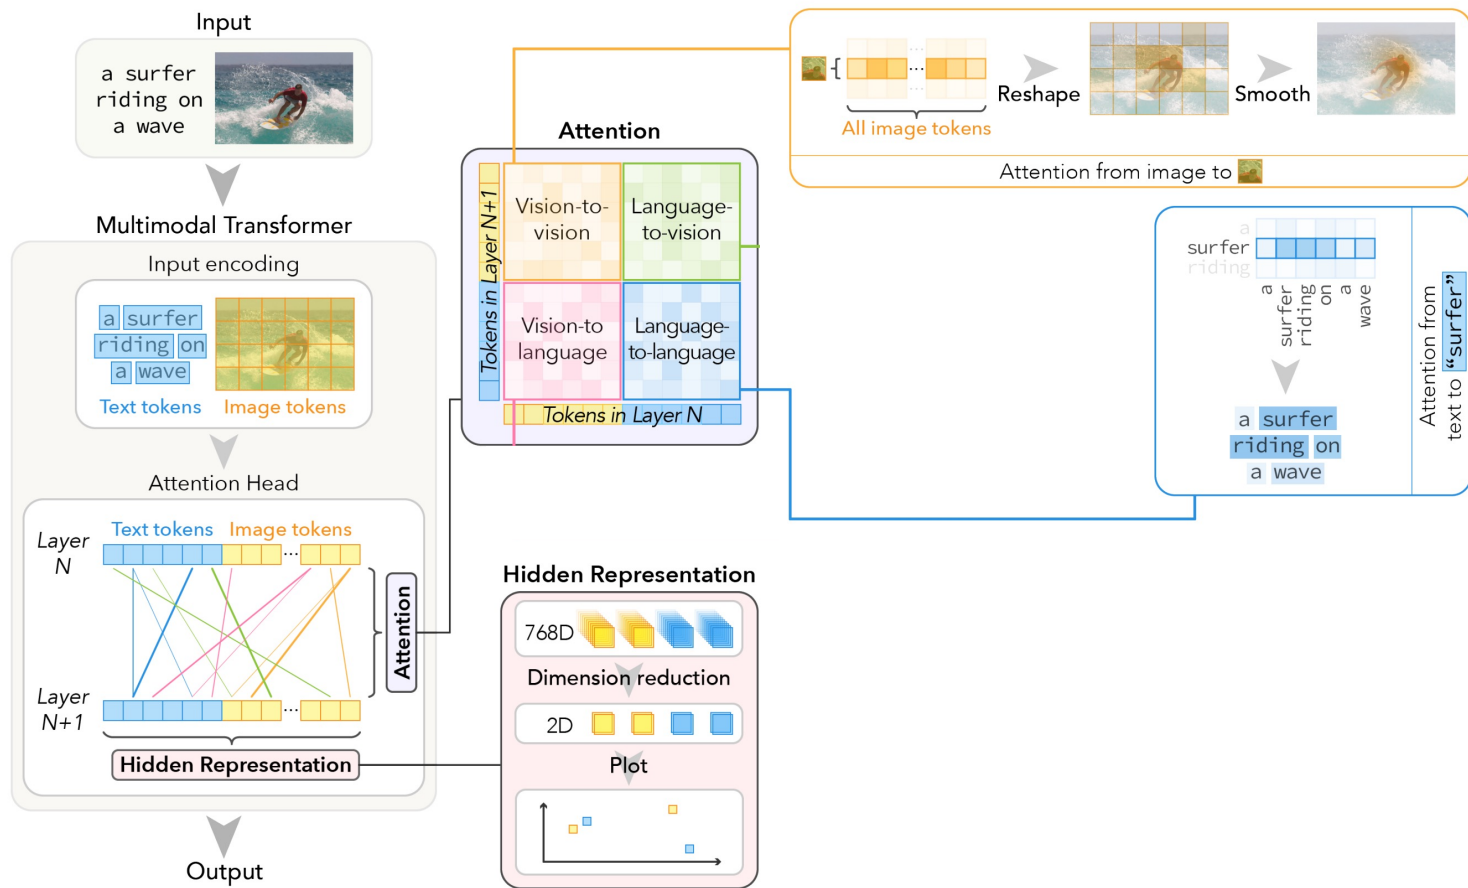 Input
a surfer
riding on
a wave
Multimodal Transformer
Input encoding
a surfer
riding on
a wave
Text tokens
Image tokens
Attention Head
Text tokens
Image tokens
Layer
N
...
Attention
Layer
N+1
...
Hidden Representation
Output
Attention
Tokens in Layer N+1
Vision-to-
vision
Language-
to-vision
Vision-to
language
Language-
to-language
Tokens in Layer N
Hidden Representation
768D
Dimension reduction
2D
Plot
...
All image tokens
Reshape
Smooth
Attention from image to
a
surfer
riding
a
surfer
riding
on
a
wave
a surfer
riding on
a wave
Attention from
text to "surfer"